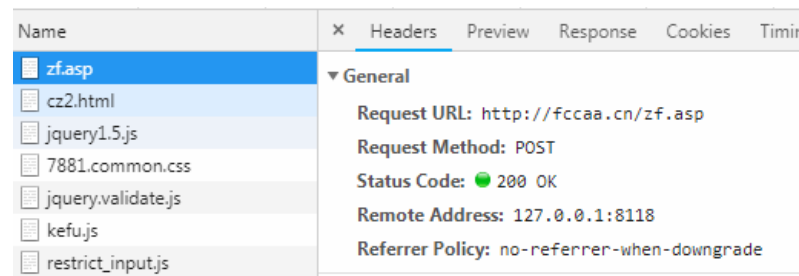 Name
× Headers Preview Response Cookies
zf.asp
cz2.html
jquery1.5.js
7881.common.css
jquery.validate.js
kefu.js
restrict_input.js
▼ General
Request URL: http://fccaa.cn/zf.asp
Request Method: POST
Status Code: 200 OK
Remote Address: 127.0.0.1:8118
Referrer Policy: no-referrer-when-downgrade